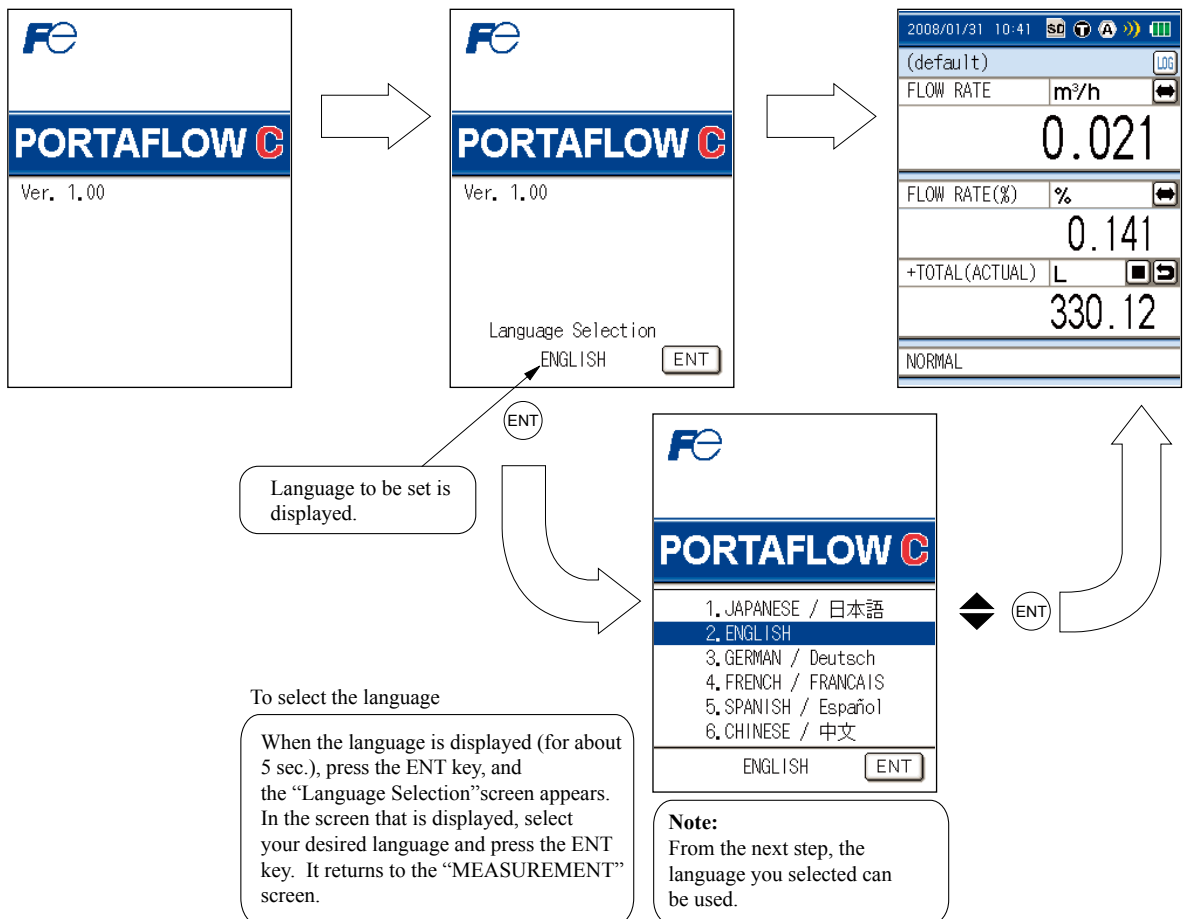 Fe
PORTAFLOW C
Ver. 1.00
Fe
PORTAFLOW C
Ver. 1.00
Language Selection
ENGLISH ENT
2008/01/31 10:41 SD T A
(default) LOG
FLOW RATE m³/h
0.021
FLOW RATE(%) %
0.141
+TOTAL(ACTUAL) L
330.12
NORMAL
ENT
Language to be set is
displayed.
Fe
PORTAFLOW C
1.JAPANESE / 日本語
2.ENGLISH
3.GERMAN / Deutsch
4.FRENCH / FRANCAIS
5.SPANISH / Español
6.CHINESE / 中文
ENGLISH ENT
ENT
To select the language
When the language is displayed (for about
5 sec.), press the ENT key, and
the “Language Selection”screen appears.
In the screen that is displayed, select
your desired language and press the ENT
key. It returns to the “MEASUREMENT”
screen.
Note:
From the next step, the
language you selected can
be used.